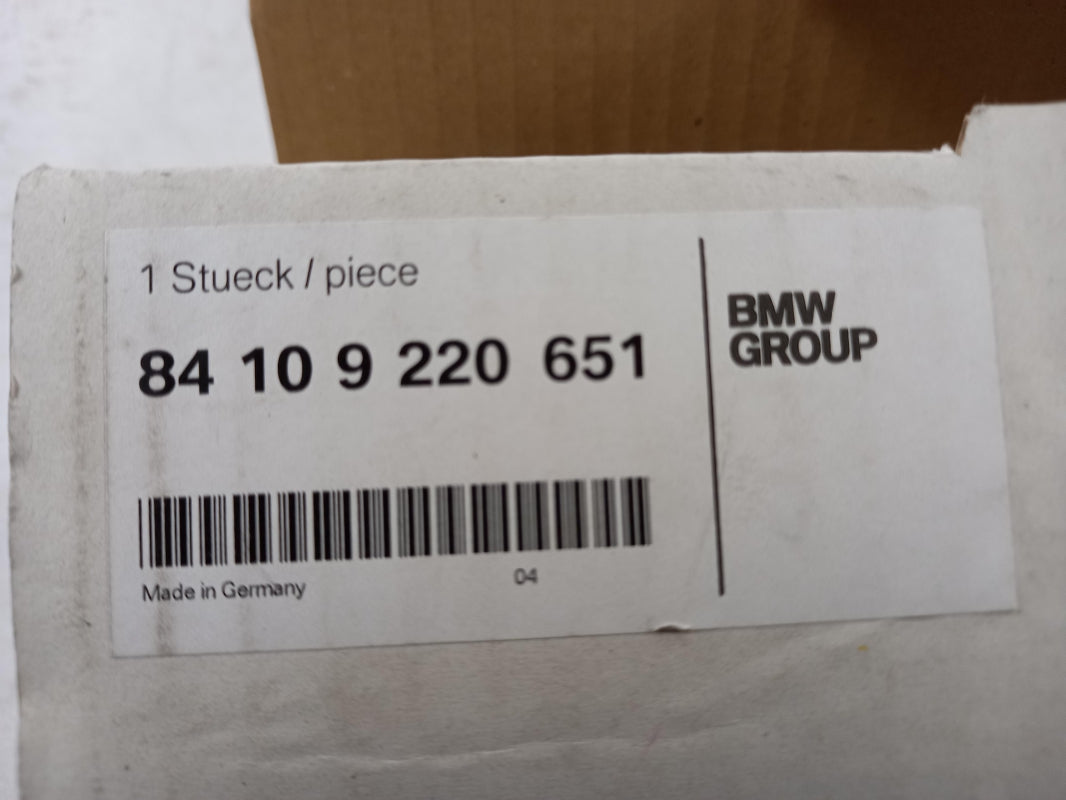 1 Stueck / piece
84 10 9 220 651
Made in Germany
04
BMW
GROUP